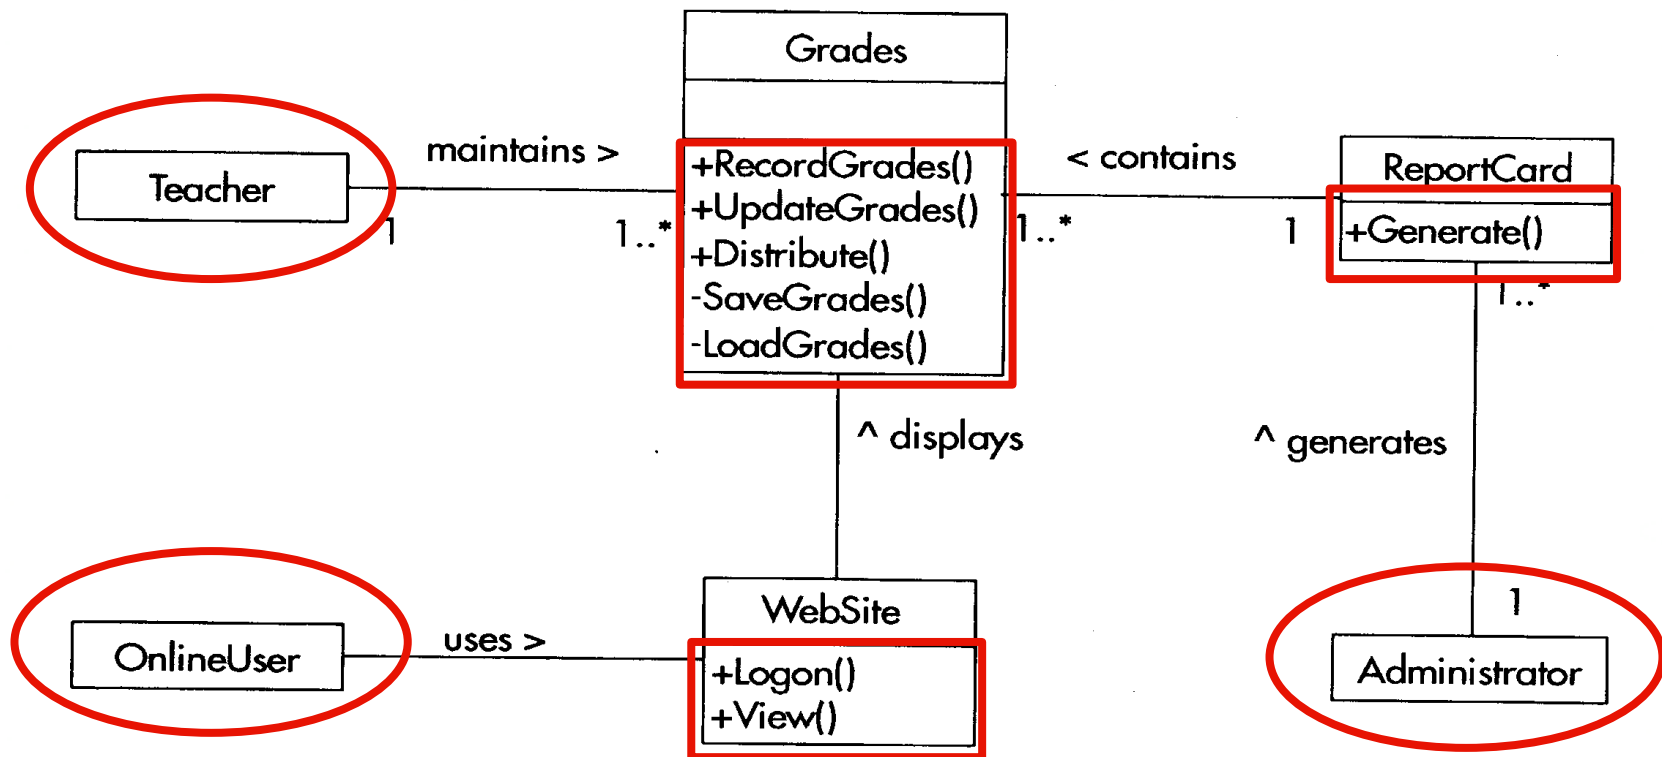 Grades
maintains >
Teacher
1
1..*
+RecordGrades()
+UpdateGrades()
+Distribute()
-SaveGrades()
-LoadGrades()
< contains
1..*
1
ReportCard
+Generate()
1..*
^ displays
^ generates
WebSite
+Logon()
+View()
uses >
OnlineUser
1
Administrator